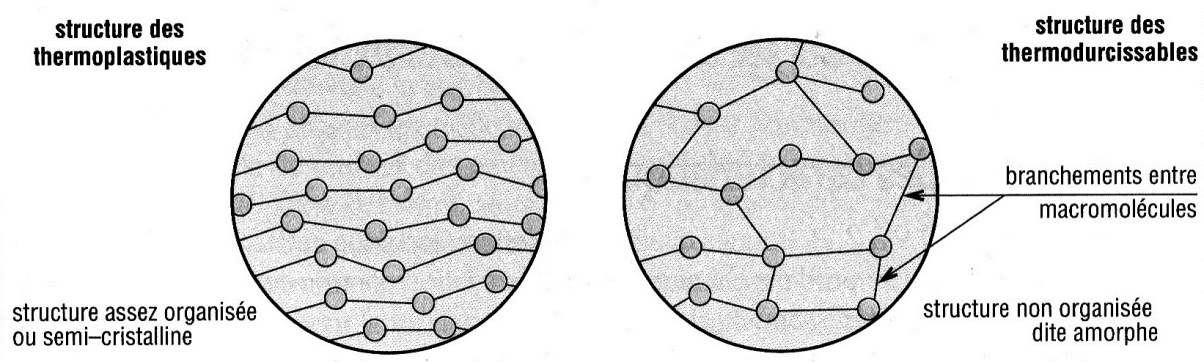 structure des
thermoplastiques
structure assez organisée
ou semi–cristalline
structure des
thermodurcissables
branchements entre
macromolécules
structure non organisée
dite amorphe